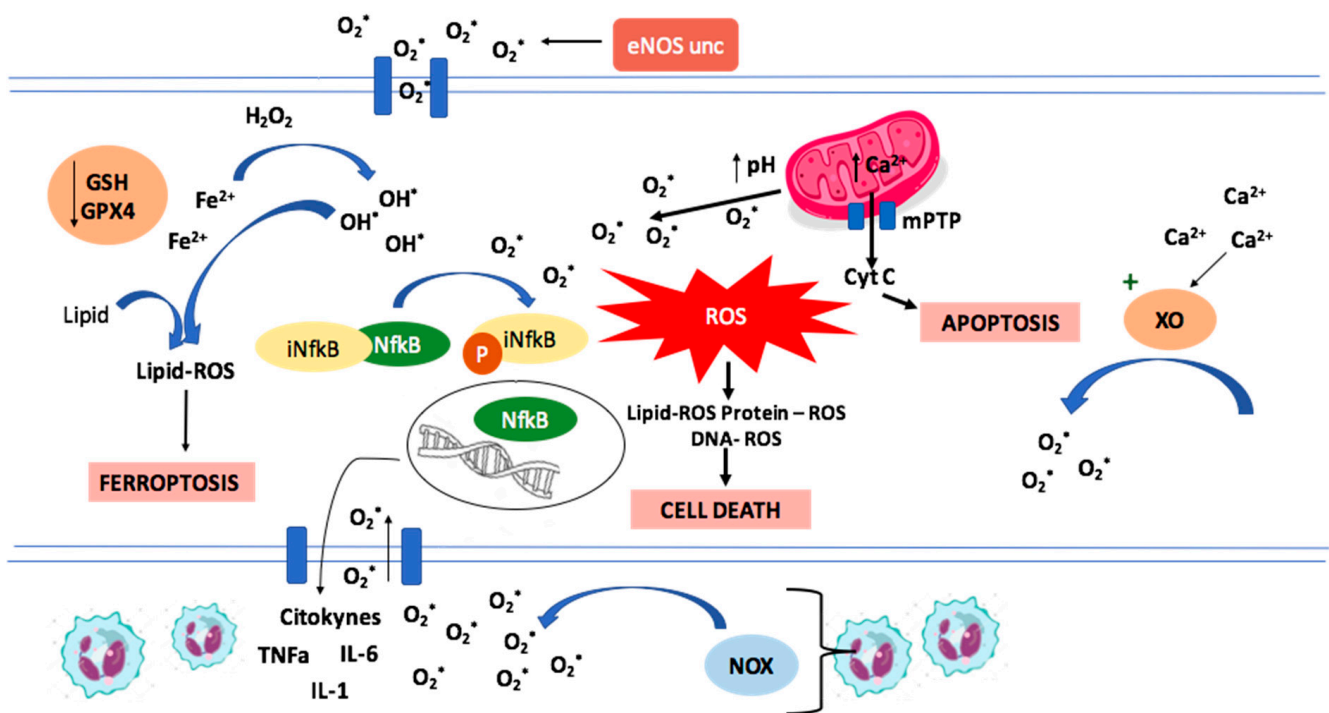 O₂*
O₂*
O₂*
O₂*
eNOS unc
O₂*
H₂O₂
GSH
GPX4
Fe²⁺
OH*
OH*
OH*
Fe²⁺
Lipid
Lipid-ROS
FERROPTOSIS
O₂*
O₂*
iNfkB
NfkB
P
iNfkB
NfkB
O₂*
O₂*
O₂*
O₂*
pH
Ca²⁺
mPTP
Cyt C
APOPTOSIS
ROS
Lipid-ROS Protein – ROS
DNA- ROS
CELL DEATH
Ca²⁺
Ca²⁺
Ca²⁺
+
XO
O₂*
O₂*
O₂*
O₂*
O₂*
Citokynes
TNFa
IL-6
IL-1
O₂*
O₂*
O₂*
O₂*
O₂*
O₂*
O₂*
NOX